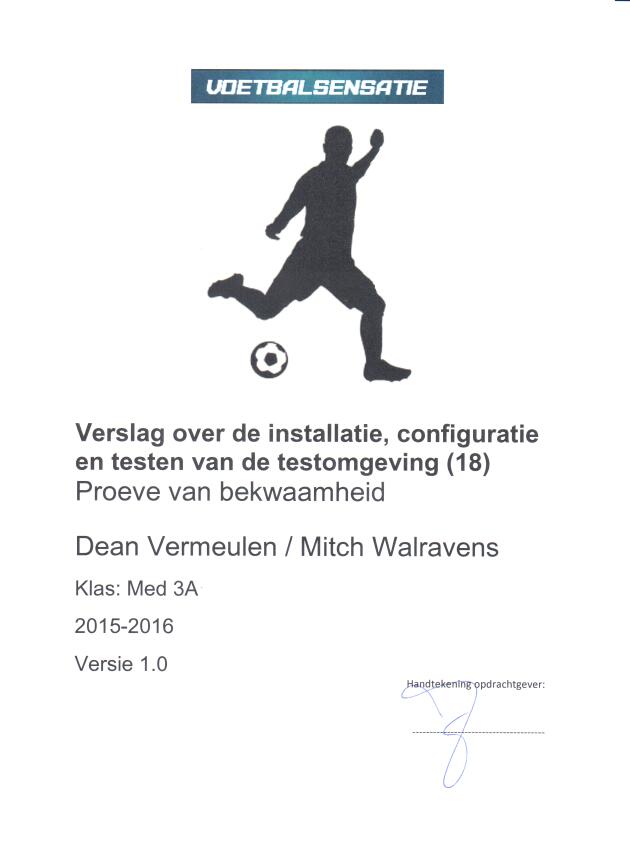 VOETBALSENSATIE
Verslag over de installatie, configuratie
en testen van de testomgeving (18)
Proeve van bekwaamheid
Dean Vermeulen / Mitch Walravens
Klas: Med 3A
2015-2016
Versie 1.0
Handtekening opdrachtgever: